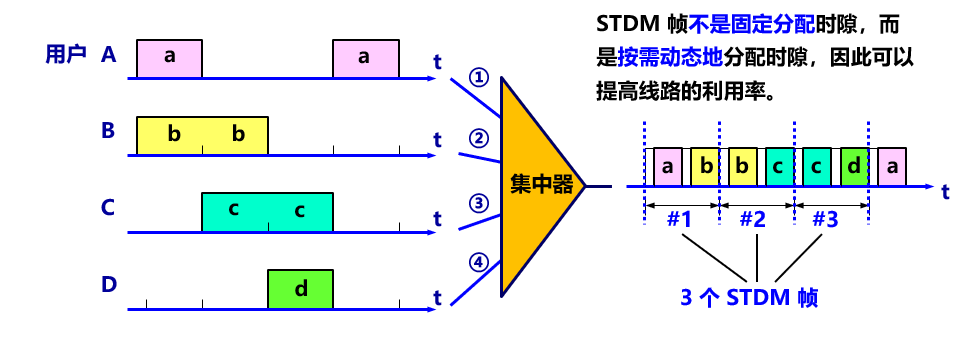 STDM 帧不是固定分配时隙，而
是按需动态地分配时隙，因此可以
提高线路的利用率。
用户 A a a t
①
B b b t
②
C c c t
③
D d t
④
集中器
a b b c c d a t
#1 #2 #3
3 个 STDM 帧